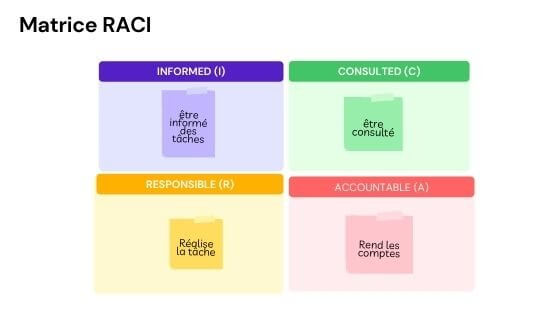 Matrice RACI
INFORMED (I)
CONSULTED (C)
être
informé
des
tâches
être
consulté
RESPONSIBLE (R)
ACCOUNTABLE (A)
Réalise
la tâche
Rend les
comptes